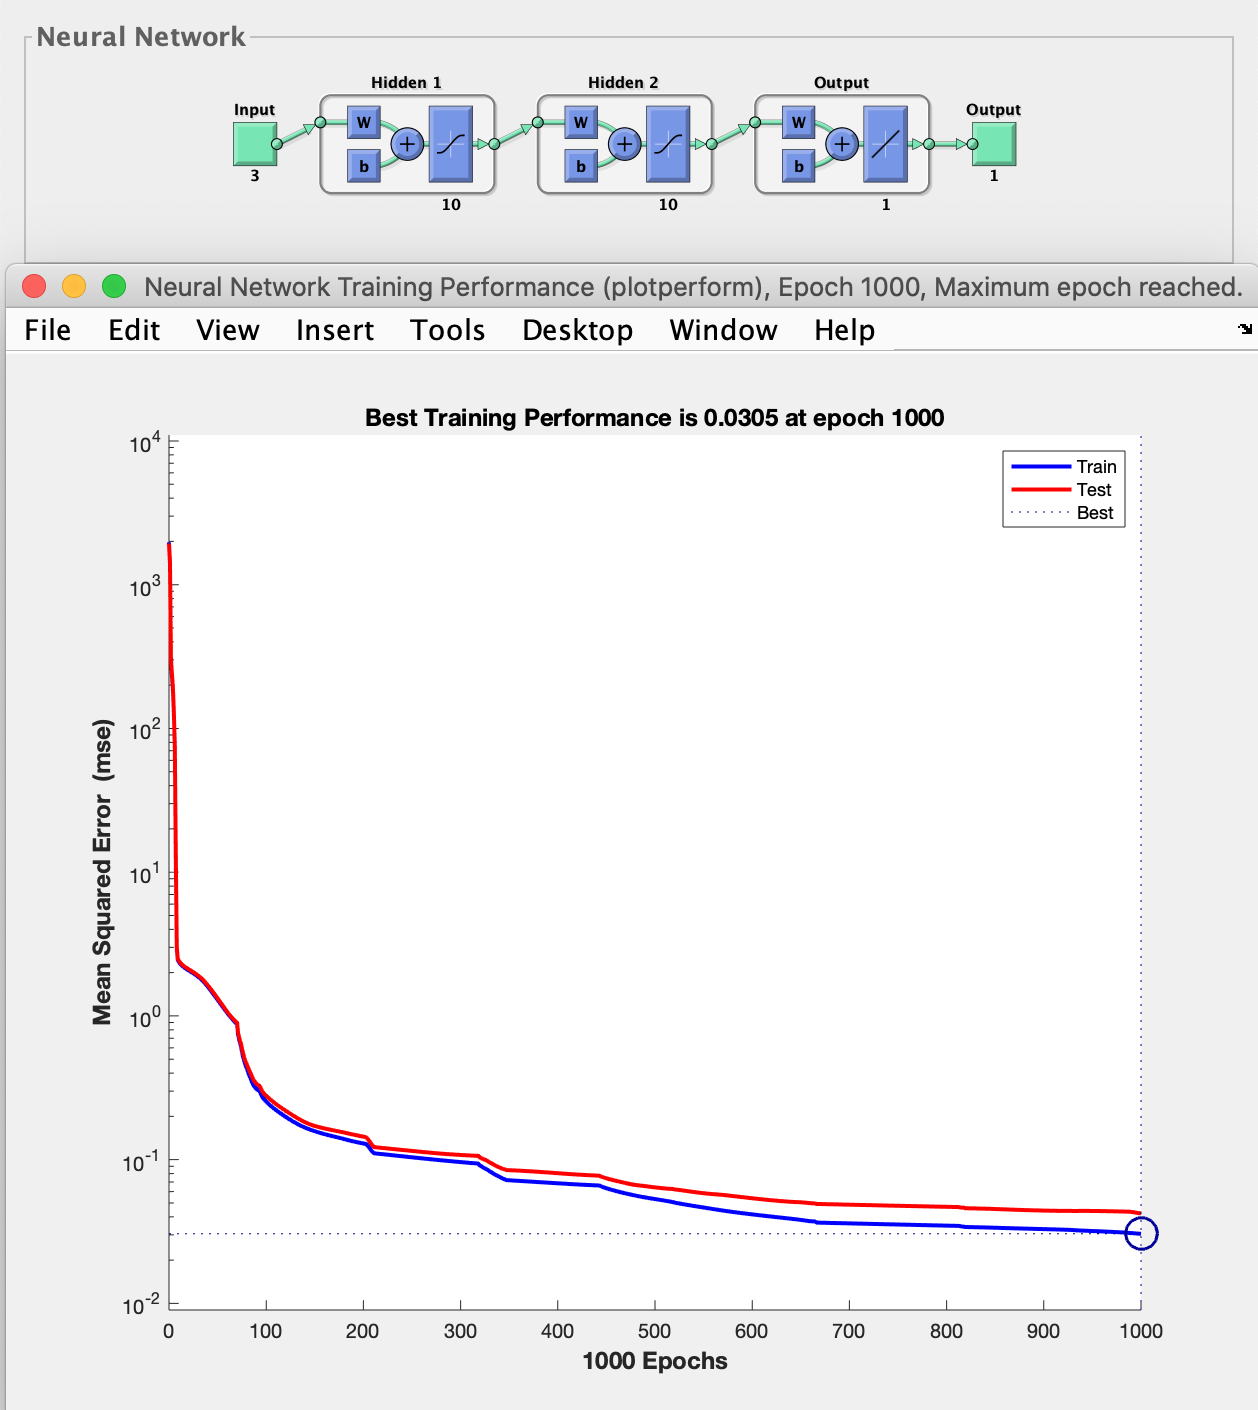 Neural Network
Hidden 1
Hidden 2
Output
Input
Output
W
W
W
b
b
b
3
1
10
10
1
Neural Network Training Performance (plotperform), Epoch 1000, Maximum epoch reached.
File Edit View Insert Tools Desktop Window Help
Best Training Performance is 0.0305 at epoch 1000
Train
Test
Best
10^4
10^3
10^2
10^1
10^0
10^-1
10^-2
Mean Squared Error (mse)
0 100 200 300 400 500 600 700 800 900 1000
1000 Epochs